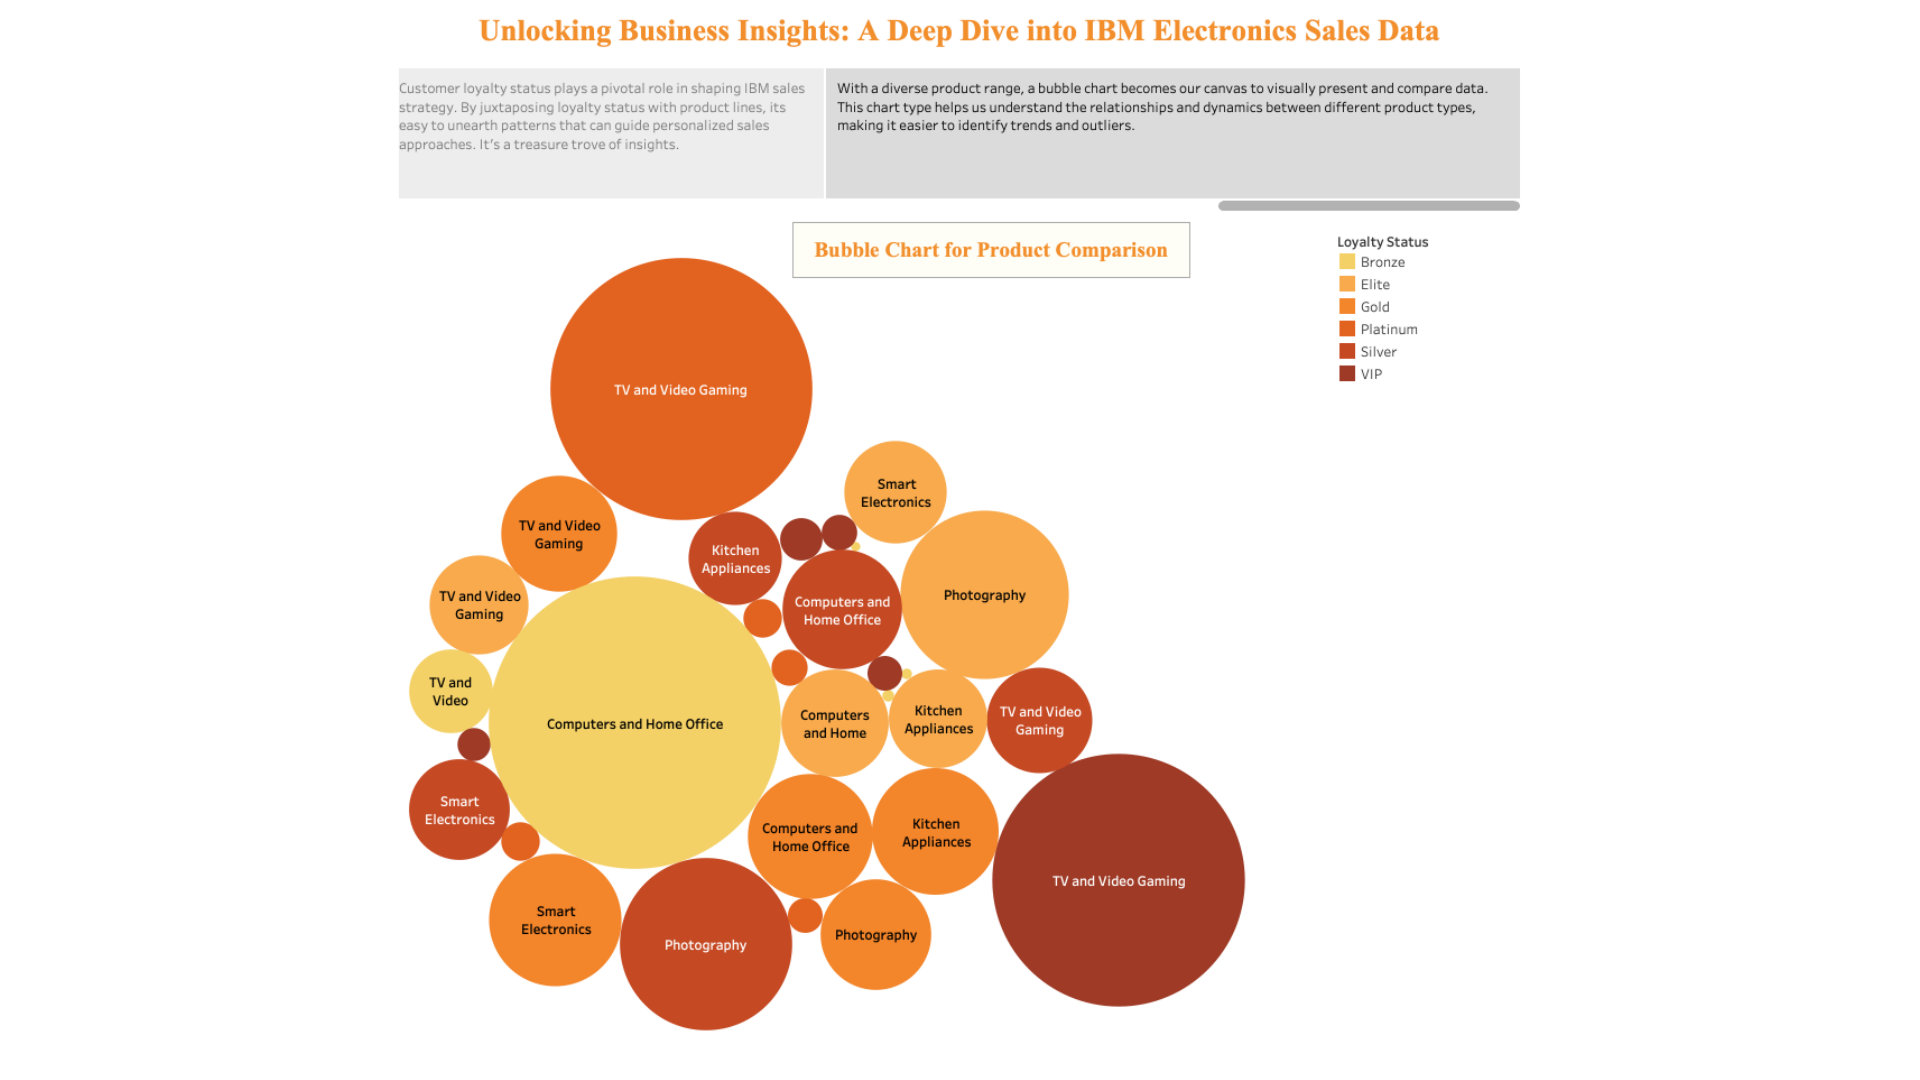 Unlocking Business Insights: A Deep Dive into IBM Electronics Sales Data
Customer loyalty status plays a pivotal role in shaping IBM sales
strategy. By juxtaposing loyalty status with product lines, its
easy to unearth patterns that can guide personalized sales
approaches. It's a treasure trove of insights.
With a diverse product range, a bubble chart becomes our canvas to visually present and compare data.
This chart type helps us understand the relationships and dynamics between different product types,
making it easier to identify trends and outliers.
Bubble Chart for Product Comparison
Loyalty Status
Bronze
Elite
Gold
Platinum
Silver
VIP
TV and Video Gaming
Smart
Electronics
TV and Video
Gaming
Kitchen
Appliances
TV and Video
Gaming
Computers and
Home Office
Photography
TV and
Video
Computers and Home Office
Computers
and Home
Kitchen
Appliances
TV and Video
Gaming
Smart
Electronics
Computers and
Home Office
Kitchen
Appliances
TV and Video Gaming
Smart
Electronics
Photography
Photography